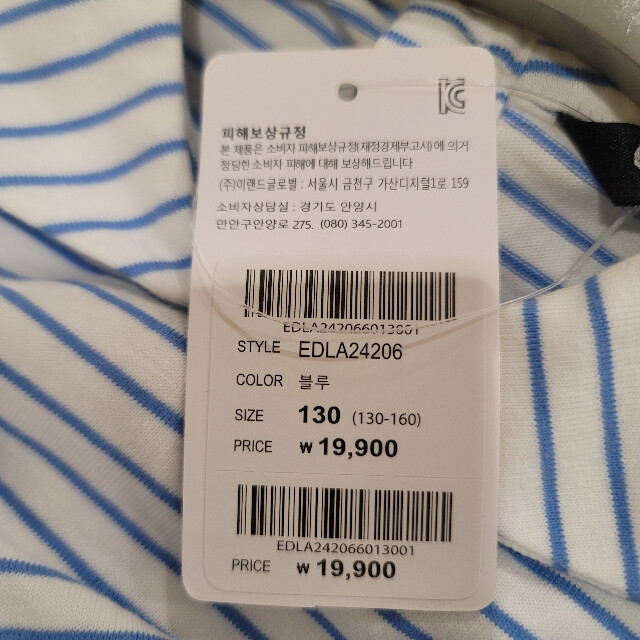 피해보상규정
본 제품은 소비자 피해보상규정(재정경제부고시)에 의거
정당한 소비자 피해에 대해 보상해드립니다
(주)이랜드글로벌 : 서울시 금천구 가산디지털1로 159
소비자상담실 : 경기도 안양시
만안구안양로 275. (080) 345-2001
EDLA242066013001
STYLE EDLA24206
COLOR 블루
SIZE 130 (130-160)
PRICE ₩ 19,900
EDLA242066013001
PRICE ₩ 19,900